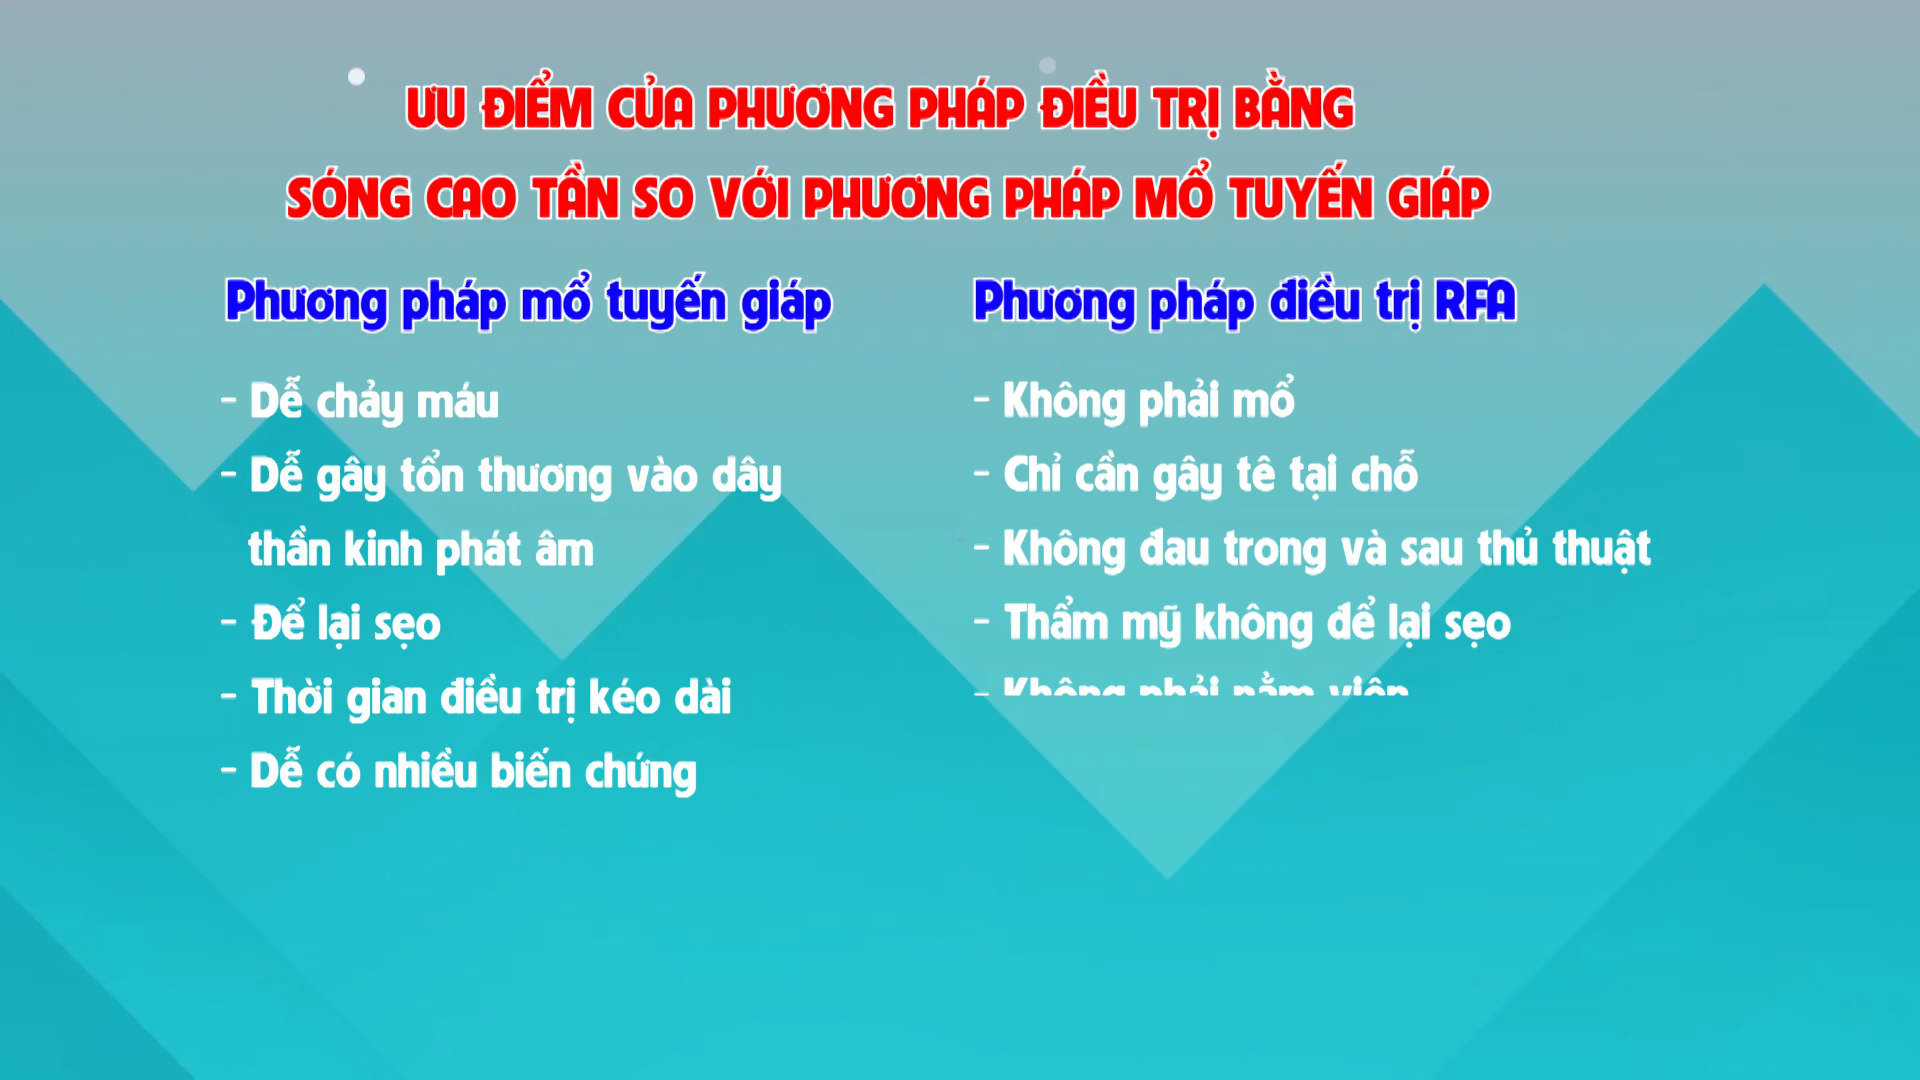 ƯU ĐIỂM CỦA PHƯƠNG PHÁP ĐIỀU TRỊ BẰNG
SÓNG CAO TẦN SO VỚI PHƯƠNG PHÁP MỔ TUYẾN GIÁP
Phương pháp mổ tuyến giáp
- Dễ chảy máu
- Dễ gây tổn thương vào dây
thần kinh phát âm
- Để lại sẹo
- Thời gian điều trị kéo dài
- Dễ có nhiều biến chứng
Phương pháp điều trị RFA
- Không phải mổ
- Chỉ cần gây tê tại chỗ
- Không đau trong và sau thủ thuật
- Thẩm mỹ không để lại sẹo
- Không phải nằm viện